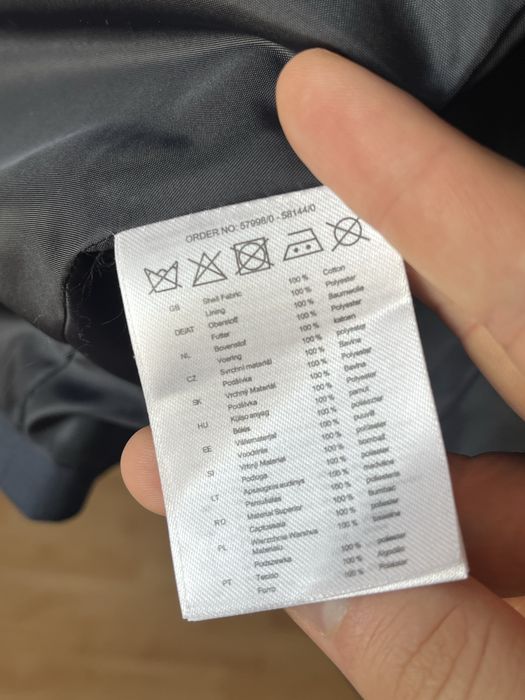 ORDER NO: 57998/0 - 58144/0
GB Shell Fabric 100 % Cotton
Lining 100 % Polyester
DE/AT Oberstoff 100 % Baumwolle
Futter 100 % Polyester
NL Bovenstof 100 % katoen
Voering 100 % polyester
CZ Svrchní materiál 100 % Bavlna
Podšívka 100 % Polyester
SK Vrchný Materiál 100 % Bavlna
Podšívka 100 % Polyester
HU Külső anyag 100 % pamut
Bélés 100 % poliészter
EE Välismaterjal 100 % puuvill
Voodriide 100 % polüester
SI Vrhnji Material 100 % bombaž
Podloga 100 % poliester
LT Apsauginis audinys 100 % medvilnė
Pamušalas 100 % poliesteris
RO Material Superior 100 % Bumbac
Captuseala 100 % poliester
PL Wierzchnia Warstwa 100 % Bawełna
Materiału
Podszewka 100 % poliester
PT Tecido 100 % Algodão
Forro 100 % Poliéster